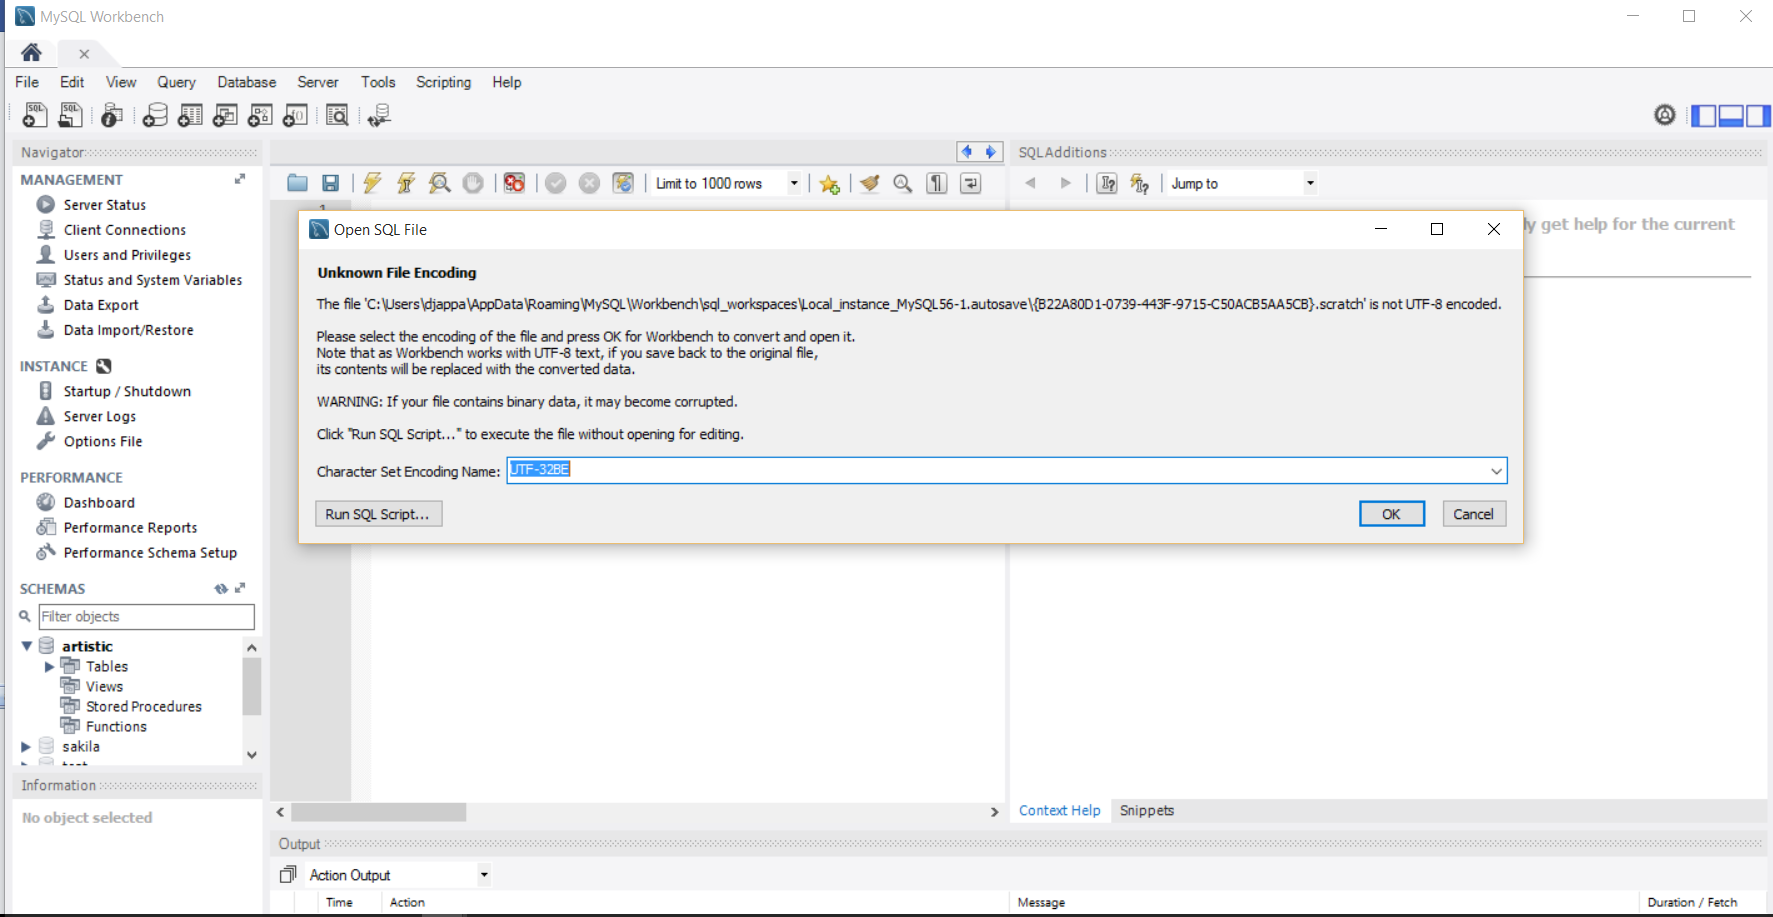 MySQL Workbench
File Edit View Query Database Server Tools Scripting Help
Navigator
MANAGEMENT
Server Status
Client Connections
Users and Privileges
Status and System Variables
Data Export
Data Import/Restore
INSTANCE
Startup / Shutdown
Server Logs
Options File
PERFORMANCE
Dashboard
Performance Reports
Performance Schema Setup
SCHEMAS
Filter objects
artistic
Tables
Views
Stored Procedures
Functions
sakila
Information
No object selected
Limit to 1000 rows
1
SQLAdditions
Jump to
ly get help for the current
Open SQL File
Unknown File Encoding
The file 'C:\Users\djappa\AppData\Roaming\MySQL\Workbench\sql_workspaces\Local_instance_MySQL56-1.autosave\{B22A80D1-0739-443F-9715-C50ACB5AA5CB}.scratch' is not UTF-8 encoded.
Please select the encoding of the file and press OK for Workbench to convert and open it.
Note that as Workbench works with UTF-8 text, if you save back to the original file,
its contents will be replaced with the converted data.
WARNING: If your file contains binary data, it may become corrupted.
Click "Run SQL Script..." to execute the file without opening for editing.
Character Set Encoding Name: UTF-32BE
Run SQL Script... OK Cancel
Context Help Snippets
Output
Action Output
Time Action Message Duration / Fetch